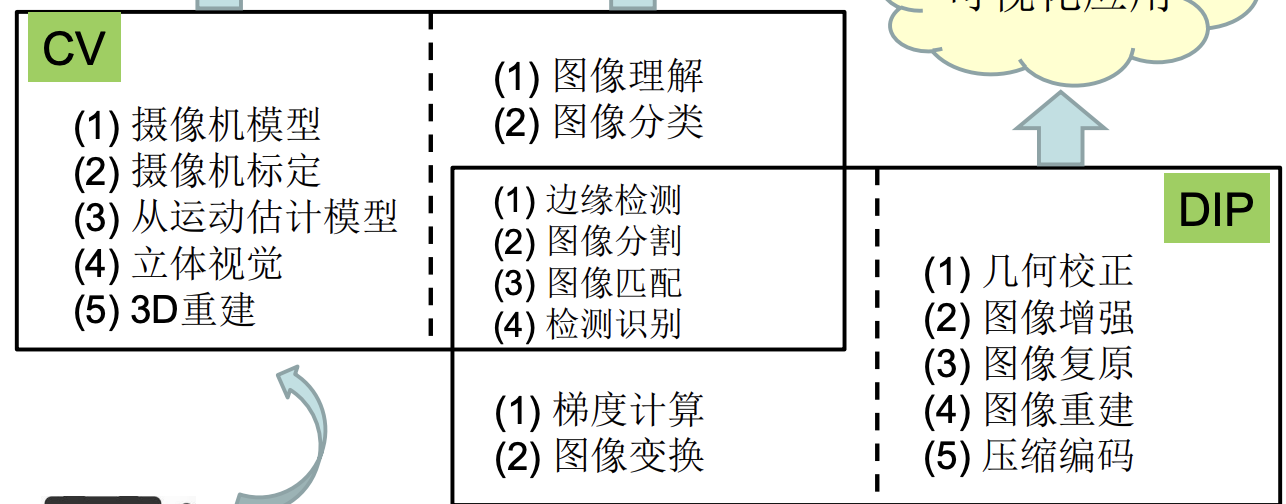 可视化应用
CV
(1) 摄像机模型
(2) 摄像机标定
(3) 从运动估计模型
(4) 立体视觉
(5) 3D重建
(1) 图像理解
(2) 图像分类
(1) 边缘检测
(2) 图像分割
(3) 图像匹配
(4) 检测识别
(1) 梯度计算
(2) 图像变换
DIP
(1) 几何校正
(2) 图像增强
(3) 图像复原
(4) 图像重建
(5) 压缩编码